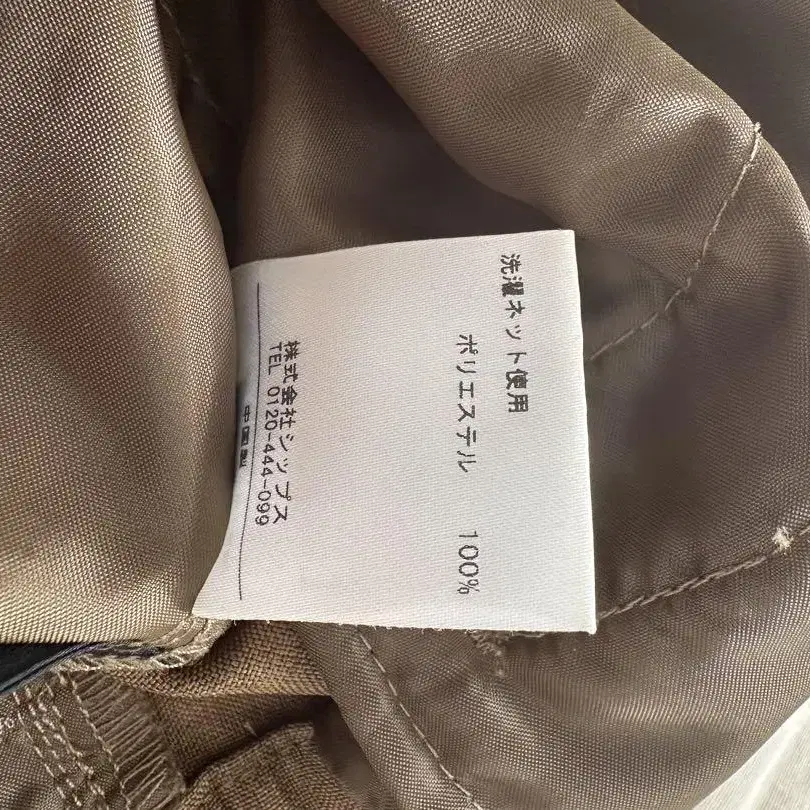 洗濯ネット使用
ポリエステル 100%
株式会社シップス
TEL 0120-444-099
中国製